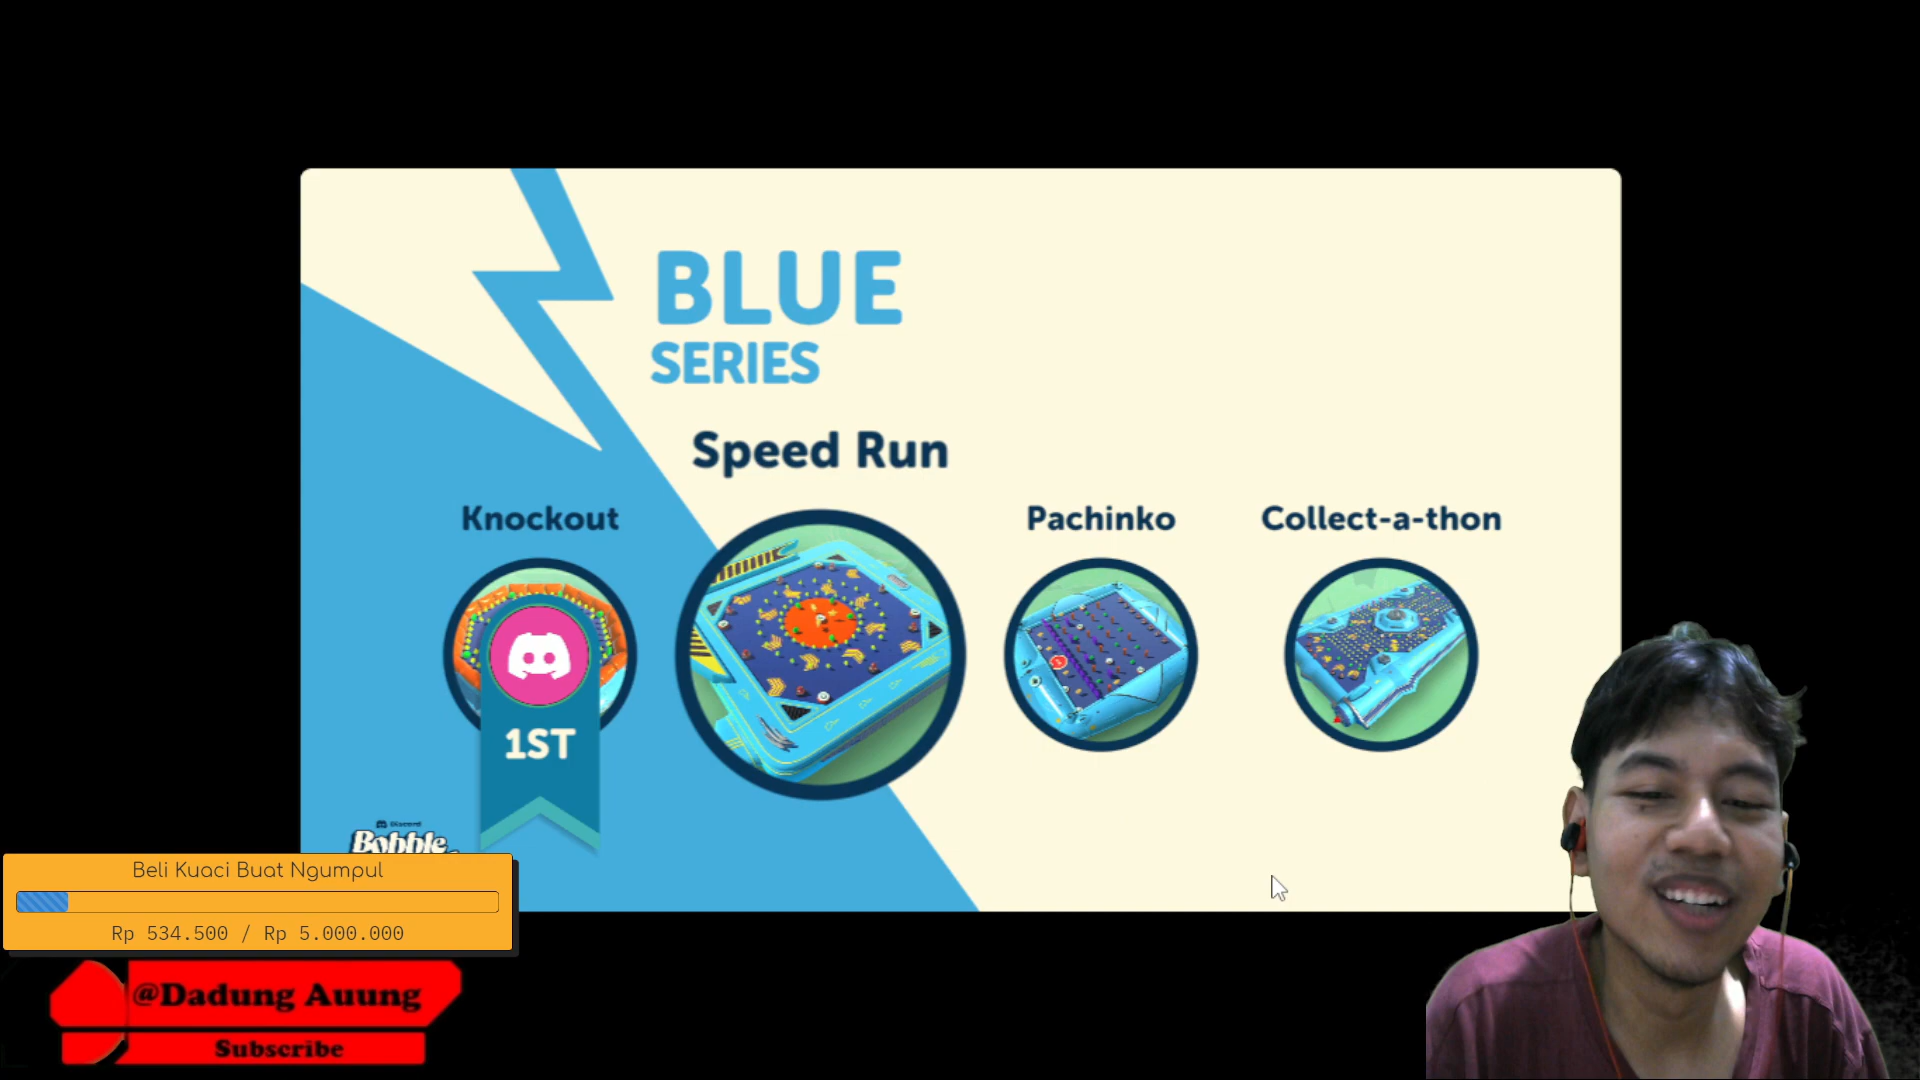 BLUE
SERIES
Speed Run
Knockout
Pachinko
Collect-a-thon
1ST
Discord
Bobble
Beli Kuaci Buat Ngumpul
Rp 534.500 / Rp 5.000.000
@Dadung Auung
Subscribe